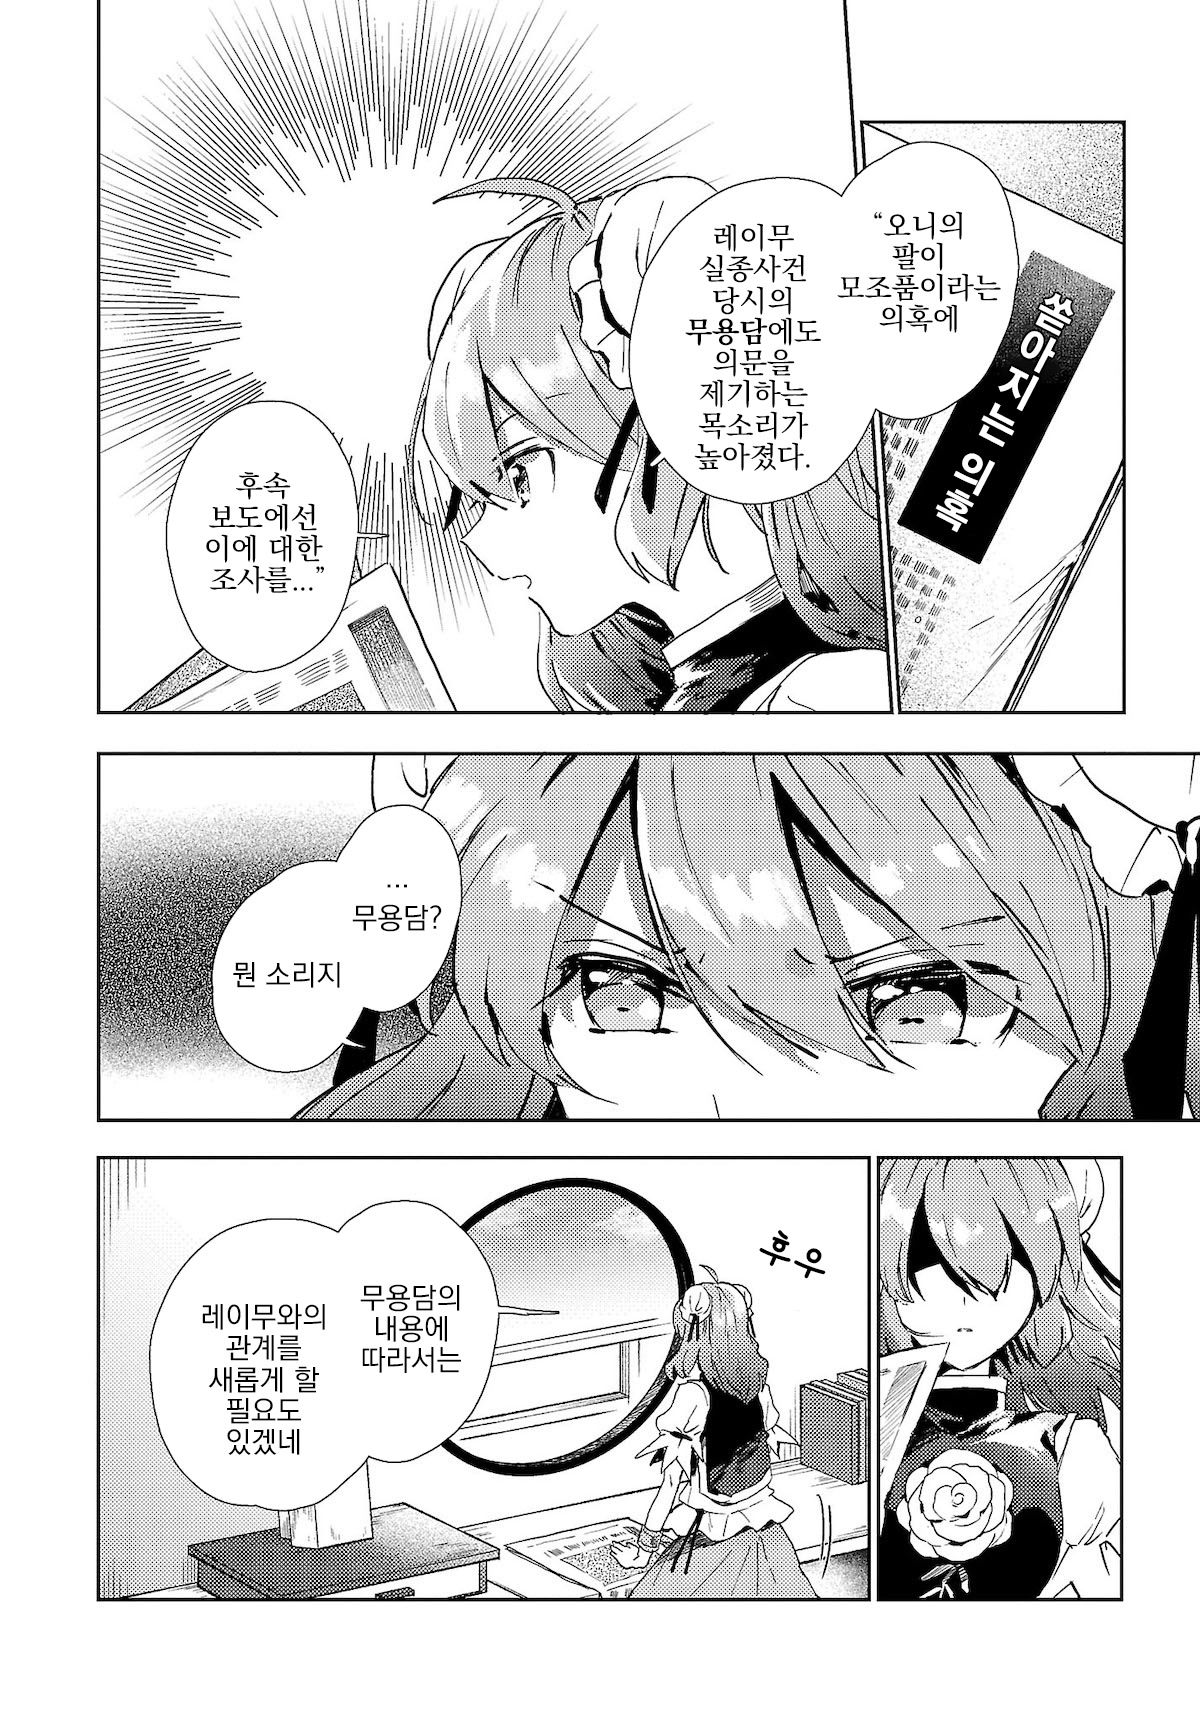 쏟아지는 의혹
“오니의
팔이
모조품이라는
의혹에
레이무
실종사건
당시의
무용담에도
의문을
제기하는
목소리가
높아졌다.
후속
보도에선
이에 대한
조사를...”
...
무용담?
뭔 소리지
후우
무용담의
내용에
따라서는
레이무와의
관계를
새롭게 할
필요도
있겠네